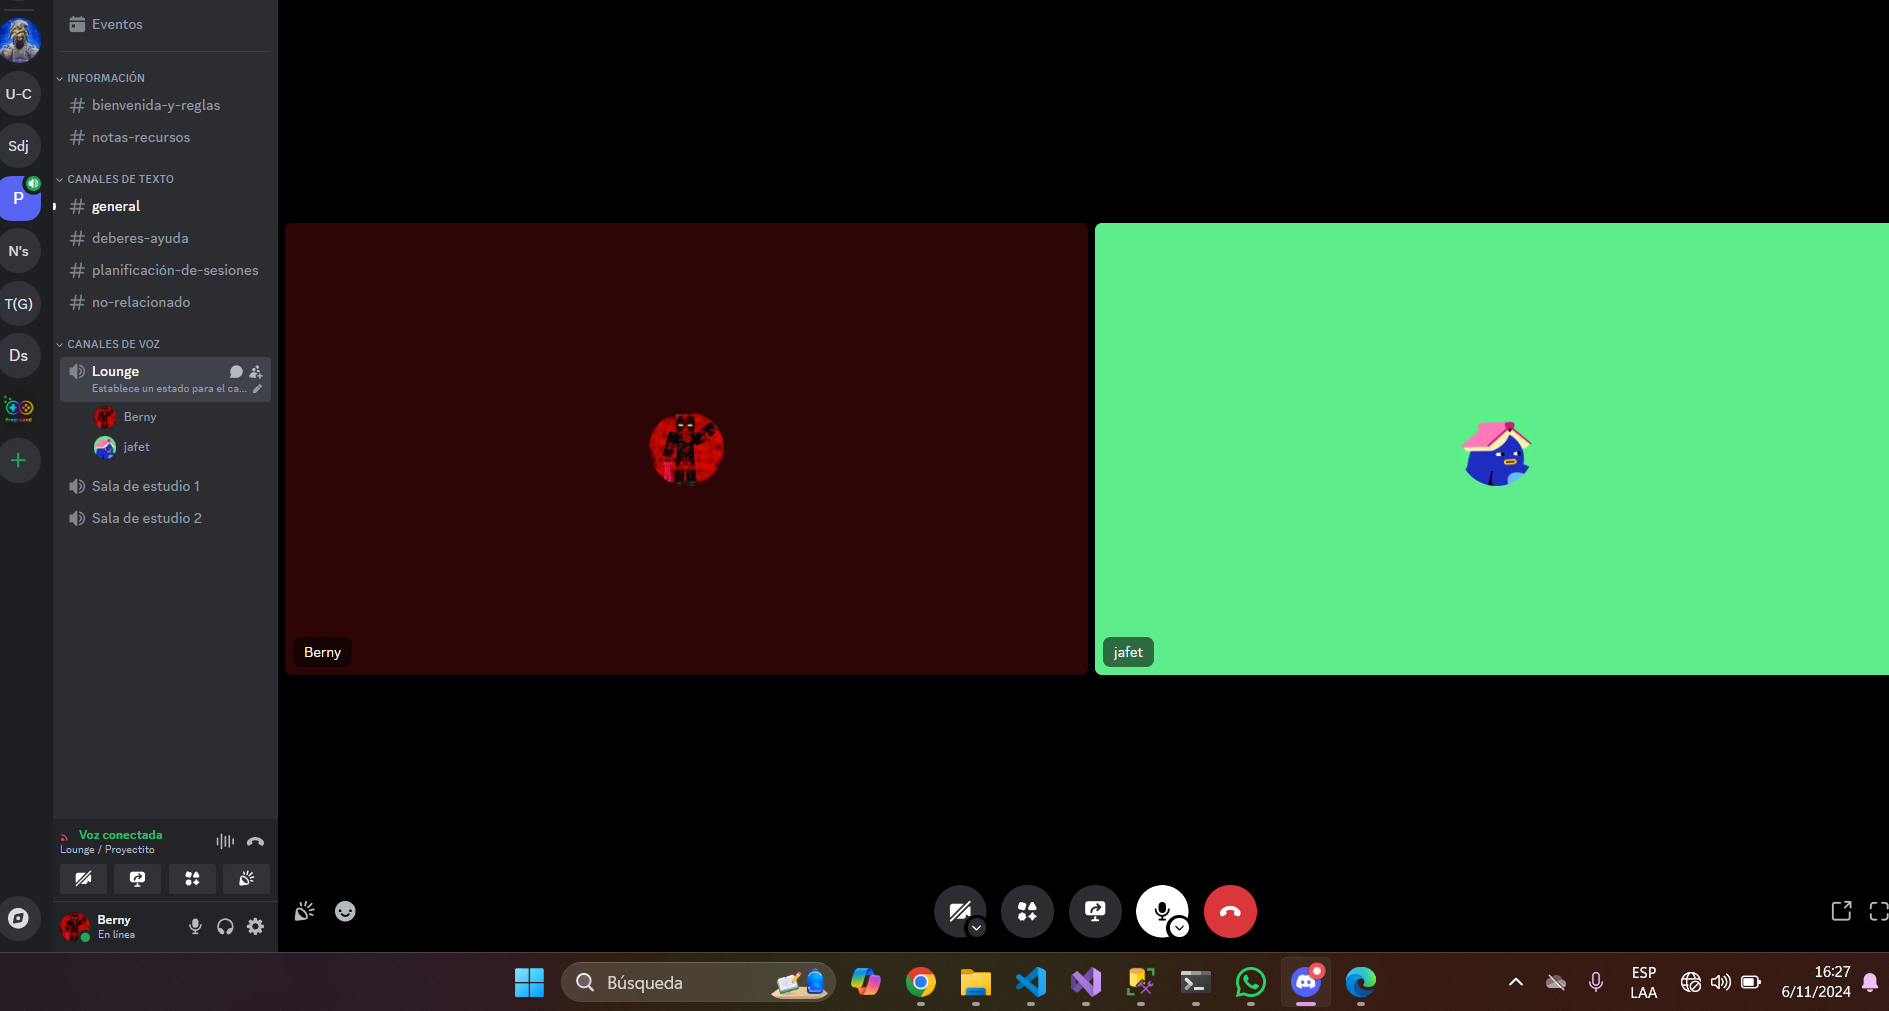 Eventos
INFORMACIÓN
bienvenida-y-reglas
notas-recursos
CANALES DE TEXTO
general
deberes-ayuda
planificación-de-sesiones
no-relacionado
CANALES DE VOZ
Lounge
Establece un estado para el ca...
Berny
jafet
Sala de estudio 1
Sala de estudio 2
U-C
Sdj
P
N's
T(G)
Ds
Voz conectada
Lounge / Proyectito
Berny
En línea
Berny
jafet
Búsqueda
ESP
LAA
16:27
6/11/2024